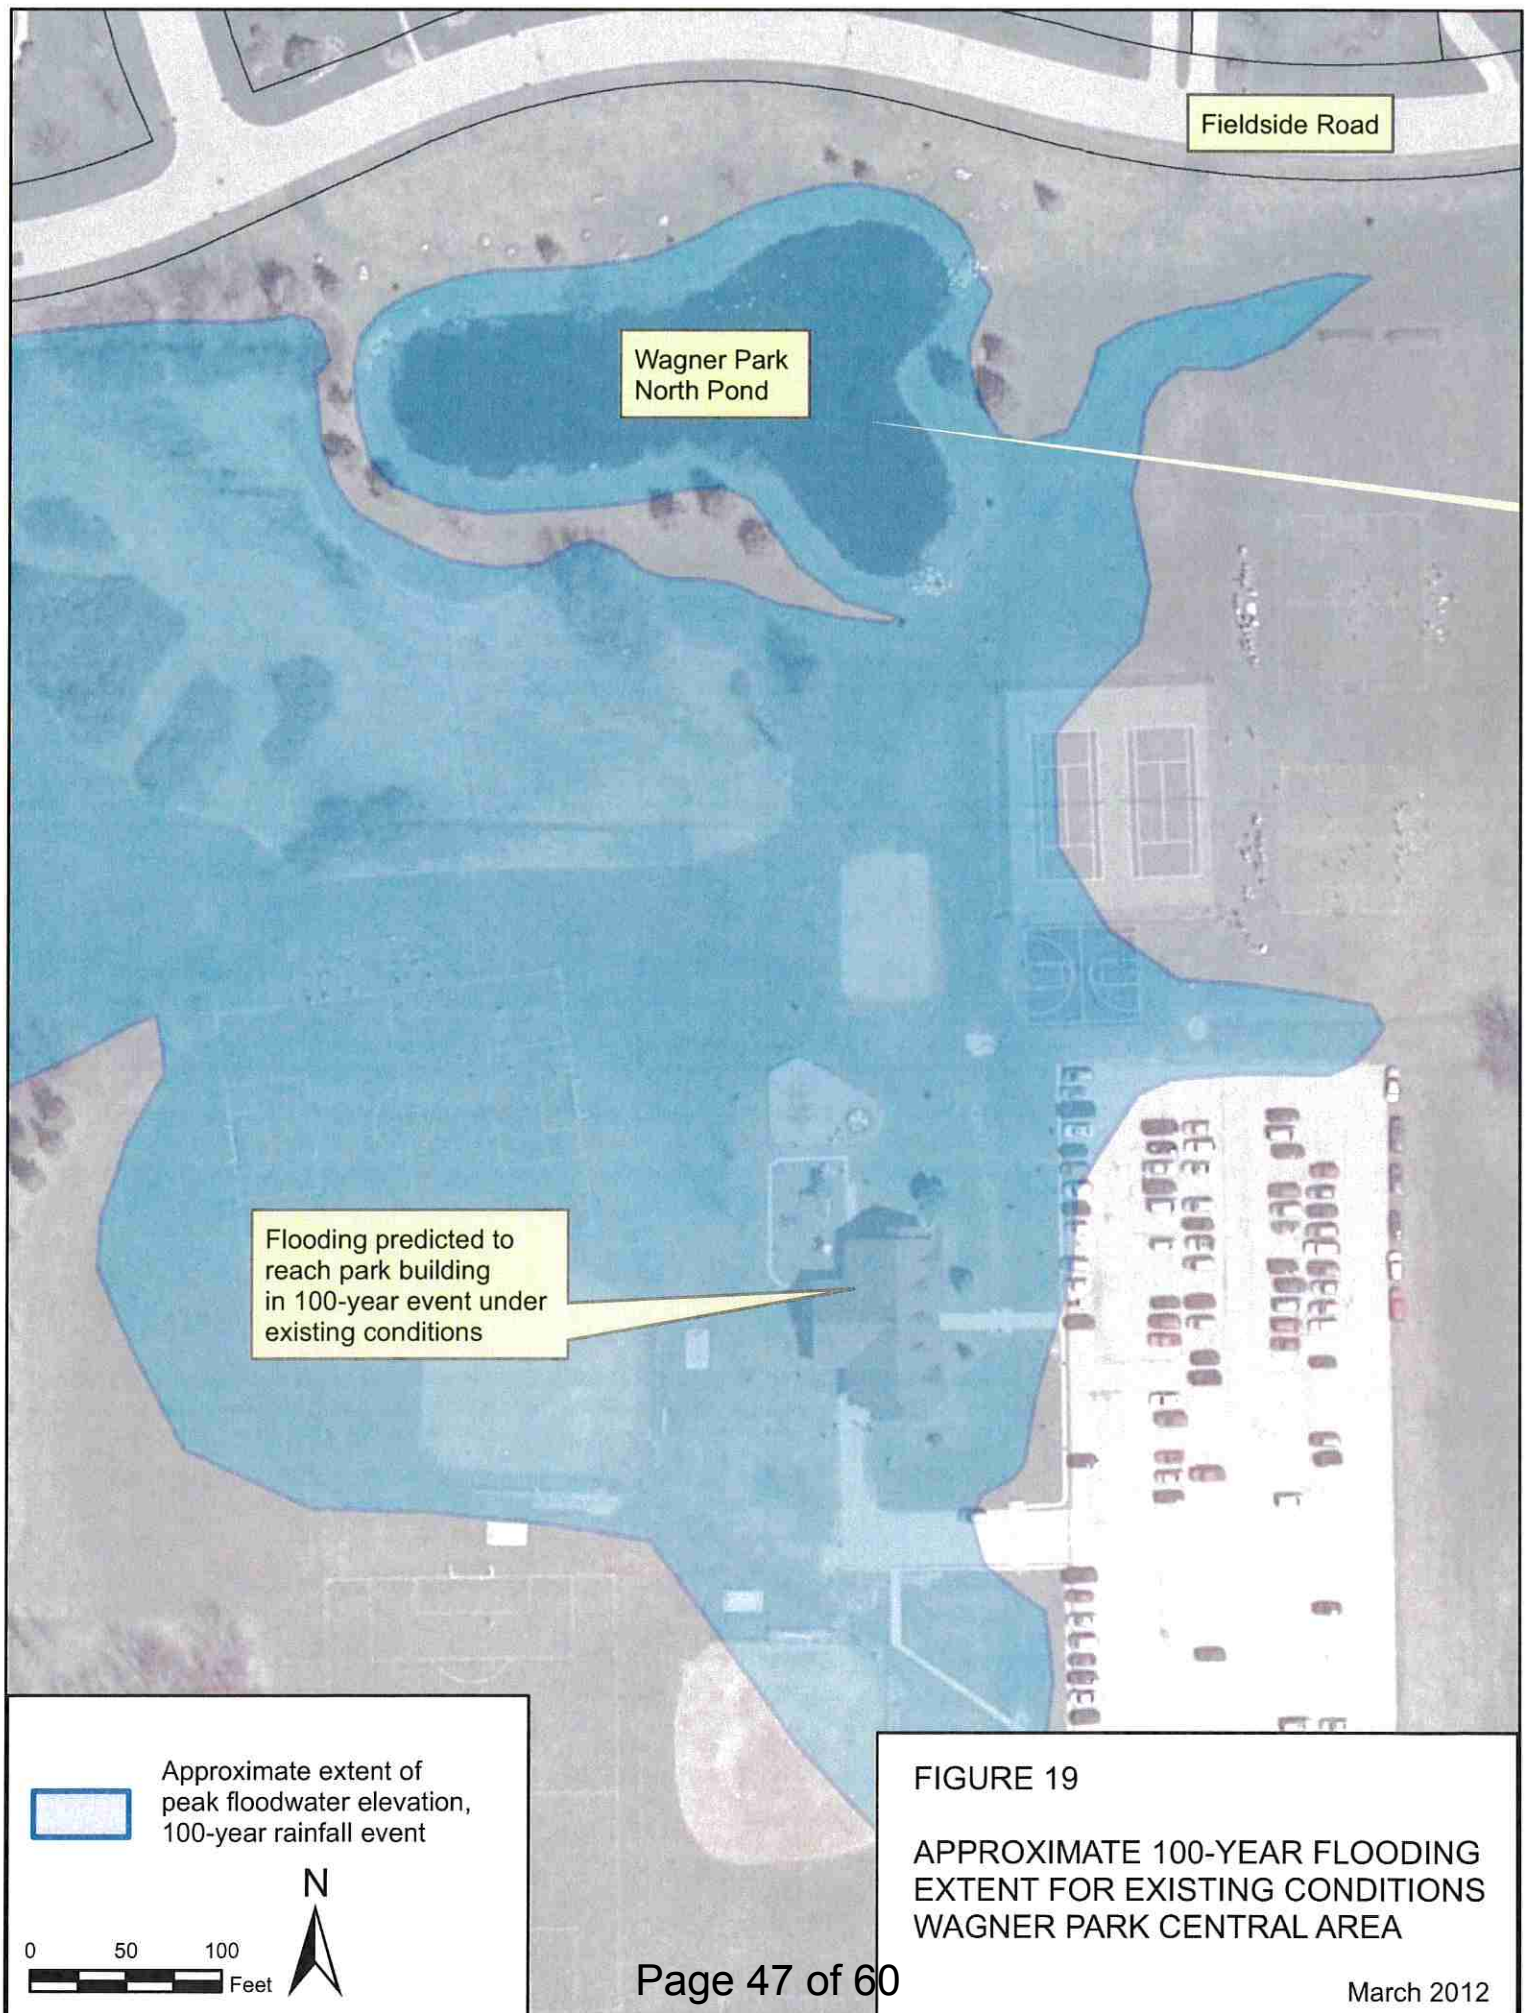 Fieldside Road
Wagner Park
North Pond
Flooding predicted to
reach park building
in 100-year event under
existing conditions
Approximate extent of
peak floodwater elevation,
100-year rainfall event
N
0 50 100
Feet
FIGURE 19
APPROXIMATE 100-YEAR FLOODING
EXTENT FOR EXISTING CONDITIONS
WAGNER PARK CENTRAL AREA
March 2012
Page 47 of 60